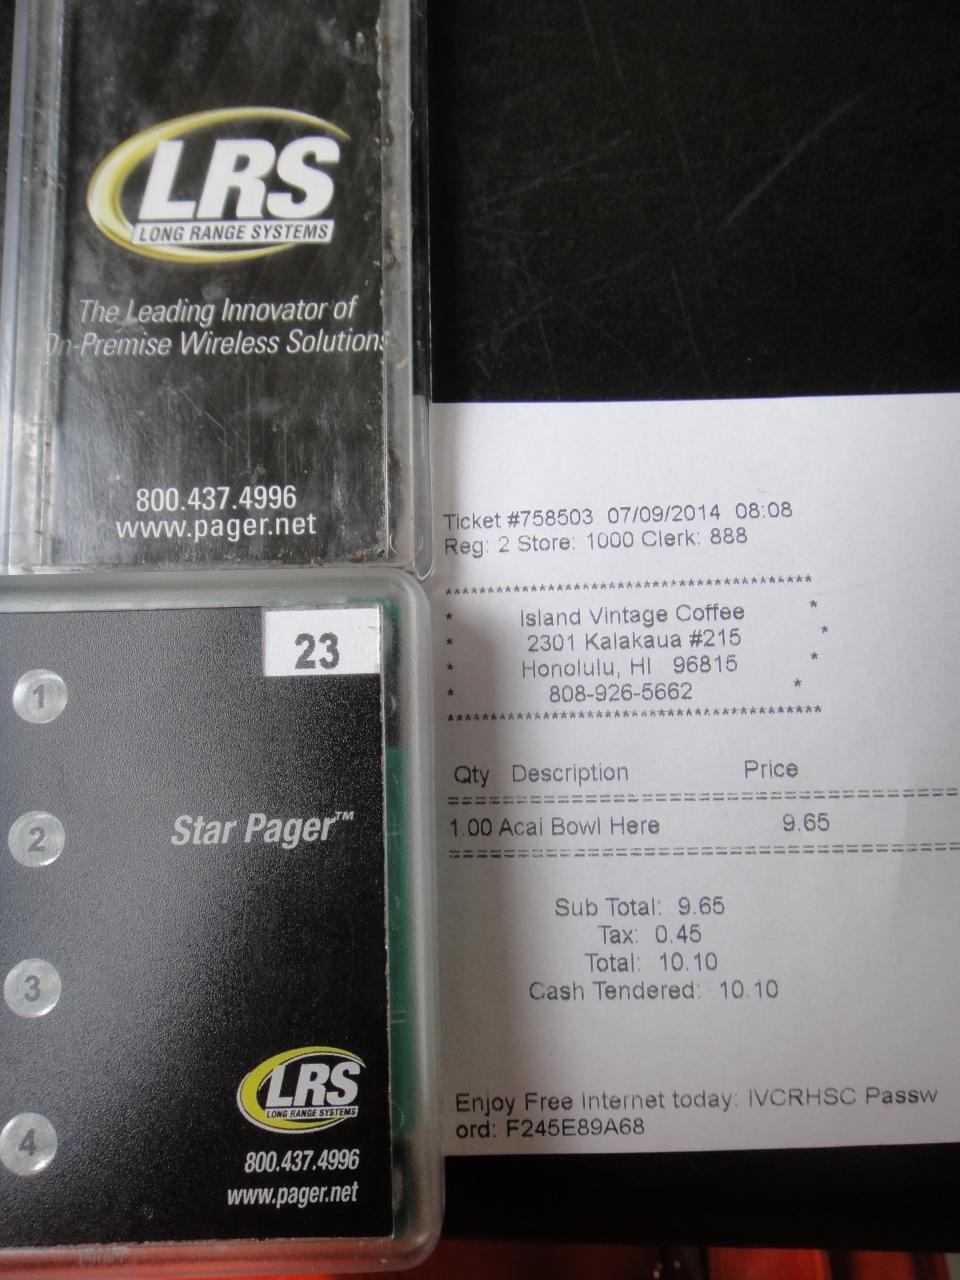 LRS
LONG RANGE SYSTEMS
The Leading Innovator of
On-Premise Wireless Solutions
800.437.4996
www.pager.net
23
1
2
3
4
Star Pager™
LRS
LONG RANGE SYSTEMS
800.437.4996
www.pager.net
Ticket #758503 07/09/2014 08:08
Reg: 2 Store: 1000 Clerk: 888
****************************************
* Island Vintage Coffee *
* 2301 Kalakaua #215 *
* Honolulu, HI 96815 *
* 808-926-5662 *
****************************************
Qty Description Price
========================================
1.00 Acai Bowl Here 9.65
========================================
Sub Total: 9.65
Tax: 0.45
Total: 10.10
Cash Tendered: 10.10
Enjoy Free Internet today: IVCRHSC Passw
ord: F245E89A68